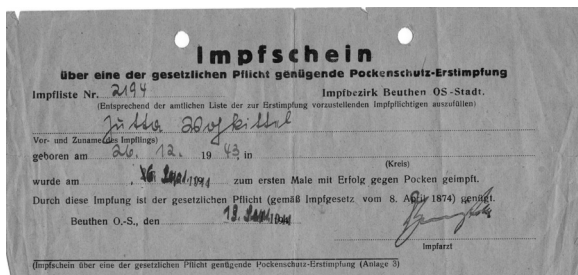 Impfschein
über eine der gesetzlichen Pflicht genügende Pockenschutz-Erstimpfung
Impfliste Nr. 2194 Impfbezirk Beuthen OS-Stadt.
(Entsprechend der amtlichen Liste der zur Erstimpfung vorzustellenden Impfpflichtigen auszufüllen)
Jutta
Vor- und Zuname (des Impflings)
geboren am 26. 12. 1943 in
(Kreis)
wurde am zum ersten Male mit Erfolg gegen Pocken geimpft.
Durch diese Impfung ist der gesetzlichen Pflicht (gemäß Impfgesetz vom 8. April 1874) genügt.
Beuthen O.-S., den 13.
Impfarzt
(Impfschein über eine der gesetzlichen Pflicht genügende Pockenschutz-Erstimpfung (Anlage 3)